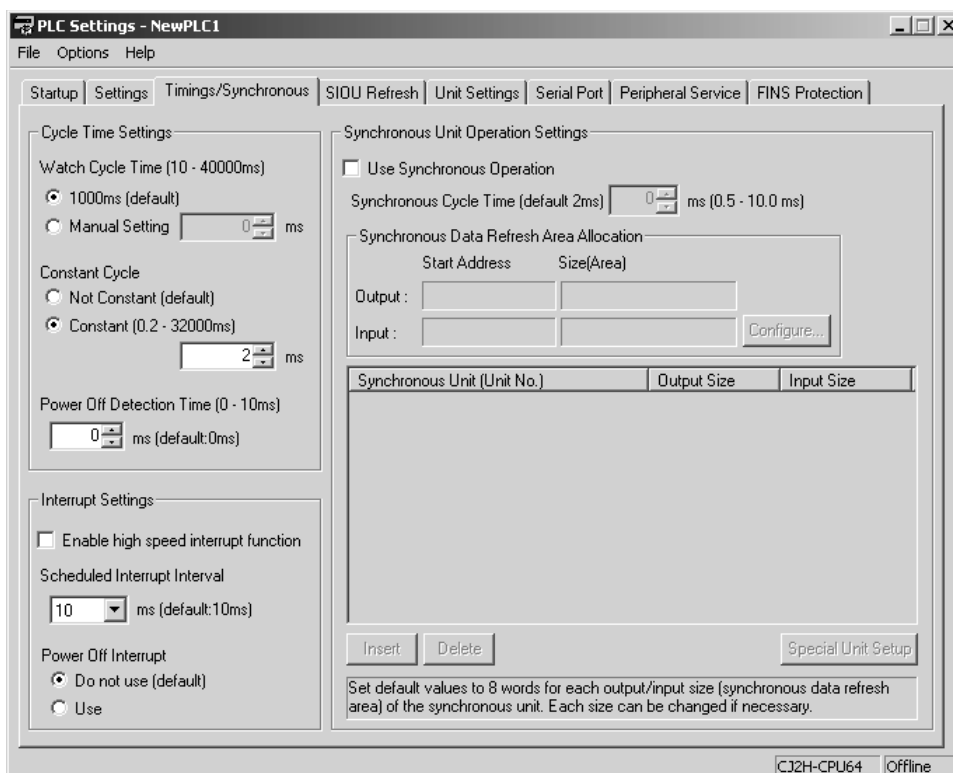 PLC Settings - NewPLC1
File Options Help
Startup Settings Timings/Synchronous SIOU Refresh Unit Settings Serial Port Peripheral Service FINS Protection
Cycle Time Settings
Watch Cycle Time (10 - 40000ms)
1000ms (default)
Manual Setting 0 ms
Constant Cycle
Not Constant (default)
Constant (0.2 - 32000ms)
2 ms
Power Off Detection Time (0 - 10ms)
0 ms (default:0ms)
Interrupt Settings
Enable high speed interrupt function
Scheduled Interrupt Interval
10 ms (default:10ms)
Power Off Interrupt
Do not use (default)
Use
Synchronous Unit Operation Settings
Use Synchronous Operation
Synchronous Cycle Time (default 2ms) 0 ms (0.5 - 10.0 ms)
Synchronous Data Refresh Area Allocation
Start Address Size(Area)
Output :
Input : Configure...
Synchronous Unit (Unit No.) Output Size Input Size
Insert Delete Special Unit Setup
Set default values to 8 words for each output/input size (synchronous data refresh
area) of the synchronous unit. Each size can be changed if necessary.
CJ2H-CPU64 Offline